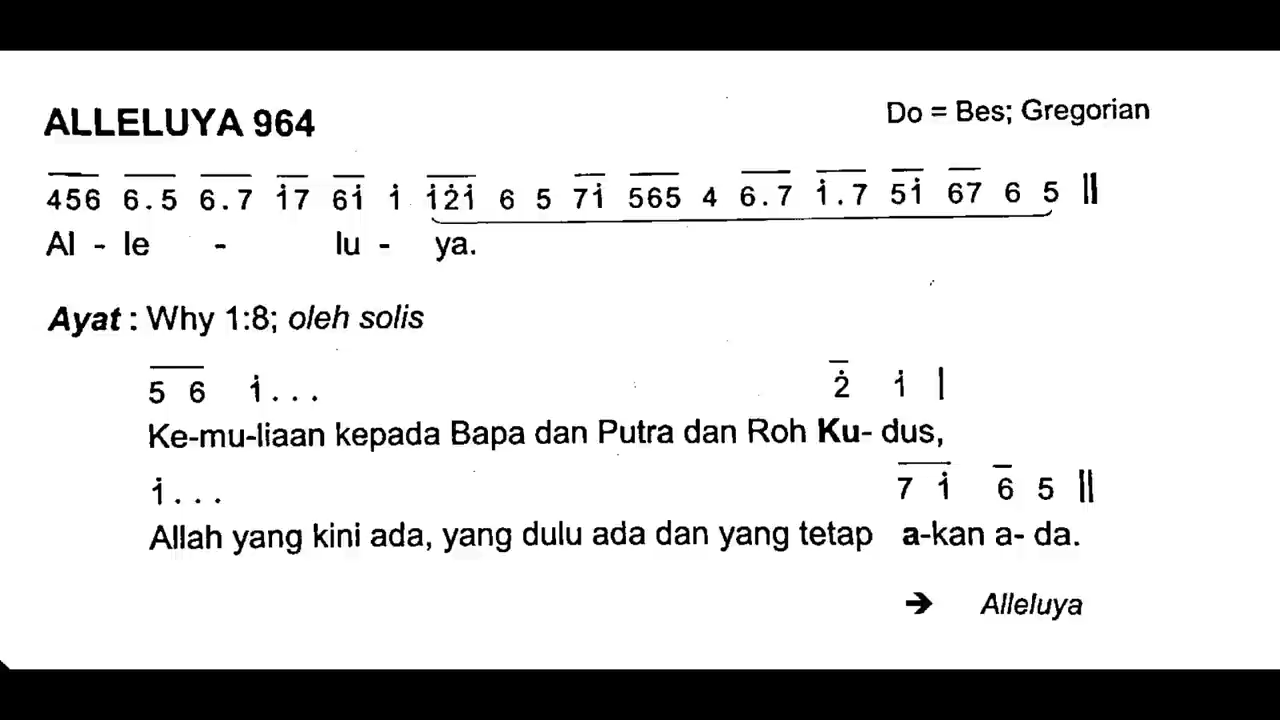 ALLELUYA 964 Do = Bes; Gregorian
456 6.5 6.7 i7 6i i i2̇i 6 5 7i 565 4 6.7 i.7 5i 67 6 5 ||
Al - le - lu - ya.
Ayat : Why 1:8; oleh solis
5 6 i... 2̇ i |
Ke-mu-liaan kepada Bapa dan Putra dan Roh Ku- dus,
i... 7 i 6 5 ||
Allah yang kini ada, yang dulu ada dan yang tetap a-kan a- da.
➔ Alleluya